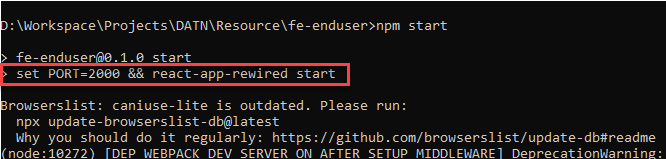 D:\Workspace\Projects\DATN\Resource\fe-enduser>npm start
> fe-enduser@0.1.0 start
> set PORT=2000 && react-app-rewired start
Browserslist: caniuse-lite is outdated. Please run:
npx update-browserslist-db@latest
Why you should do it regularly: https://github.com/browserslist/update-db#readme
(node:10272) [DEP_WEBPACK_DEV_SERVER_ON_AFTER_SETUP_MIDDLEWARE] DeprecationWarning: